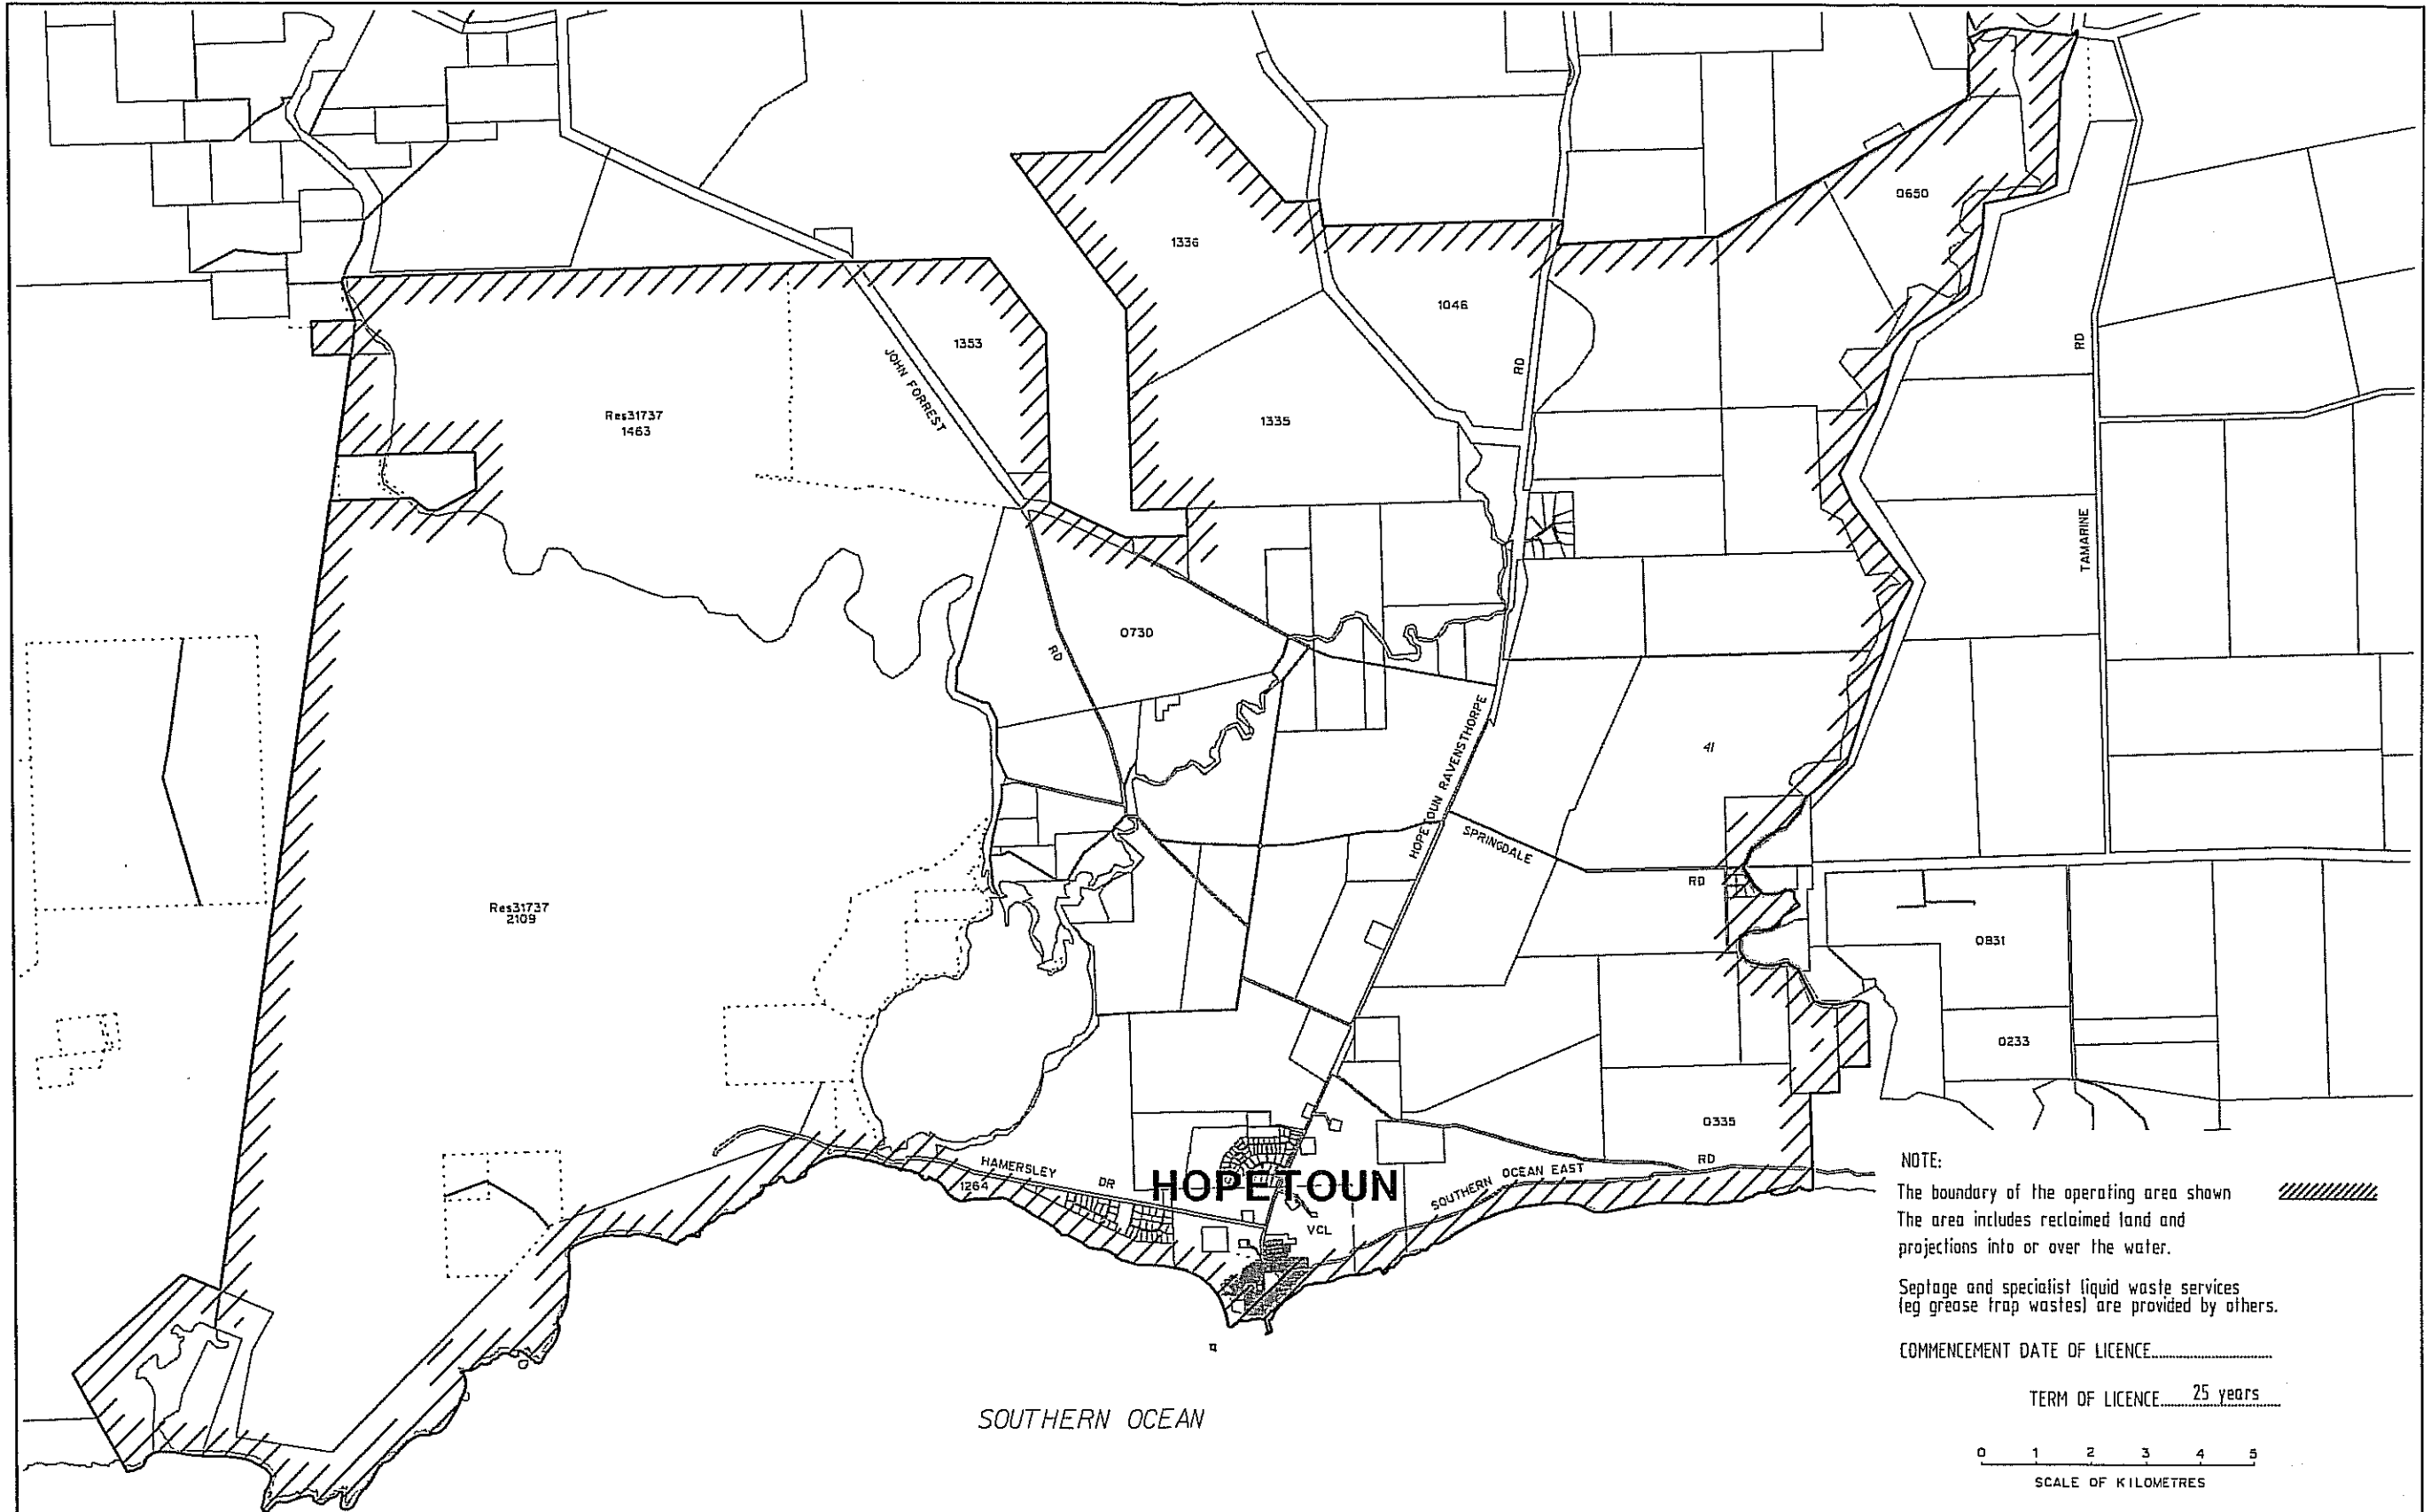 0650
1336
1046
1353
JOHN FORREST
RD
RD
RD
Res31737
1463
1335
TAMARINE
0730
RD
HOPETOUN RAVENSTHORPE
41
SPRINGDALE
RD
Res31737
2109
0831
0233
0335
HAMERSLEY
DR
1264
HOPETOUN
SOUTHERN OCEAN EAST
RD
VCL
NOTE:
The boundary of the operating area shown
The area includes reclaimed land and
projections into or over the water.
Septage and specialist liquid waste services
(eg grease trap wastes) are provided by others.
COMMENCEMENT DATE OF LICENCE..............................
TERM OF LICENCE........25 years......
SOUTHERN OCEAN
0 1 2 3 4 5
SCALE OF KILOMETRES